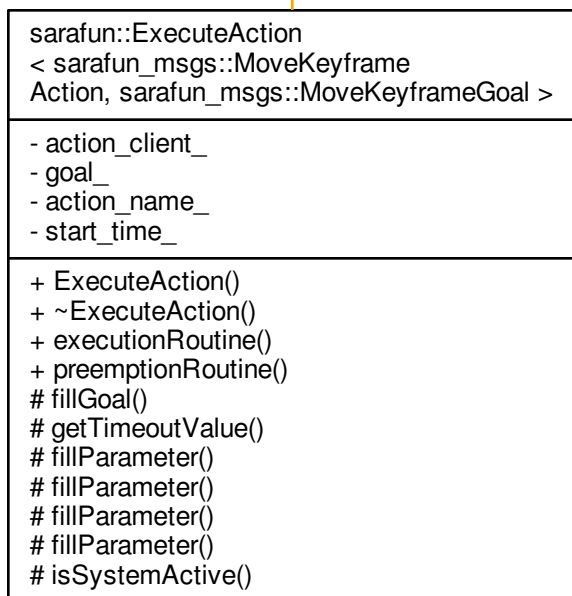 sarafun::ExecuteAction
< sarafun_msgs::MoveKeyframe
Action, sarafun_msgs::MoveKeyframeGoal >
- action_client_
- goal_
- action_name_
- start_time_
+ ExecuteAction()
+ ~ExecuteAction()
+ executionRoutine()
+ preemptionRoutine()
# fillGoal()
# getTimeoutValue()
# fillParameter()
# fillParameter()
# fillParameter()
# fillParameter()
# isSystemActive()